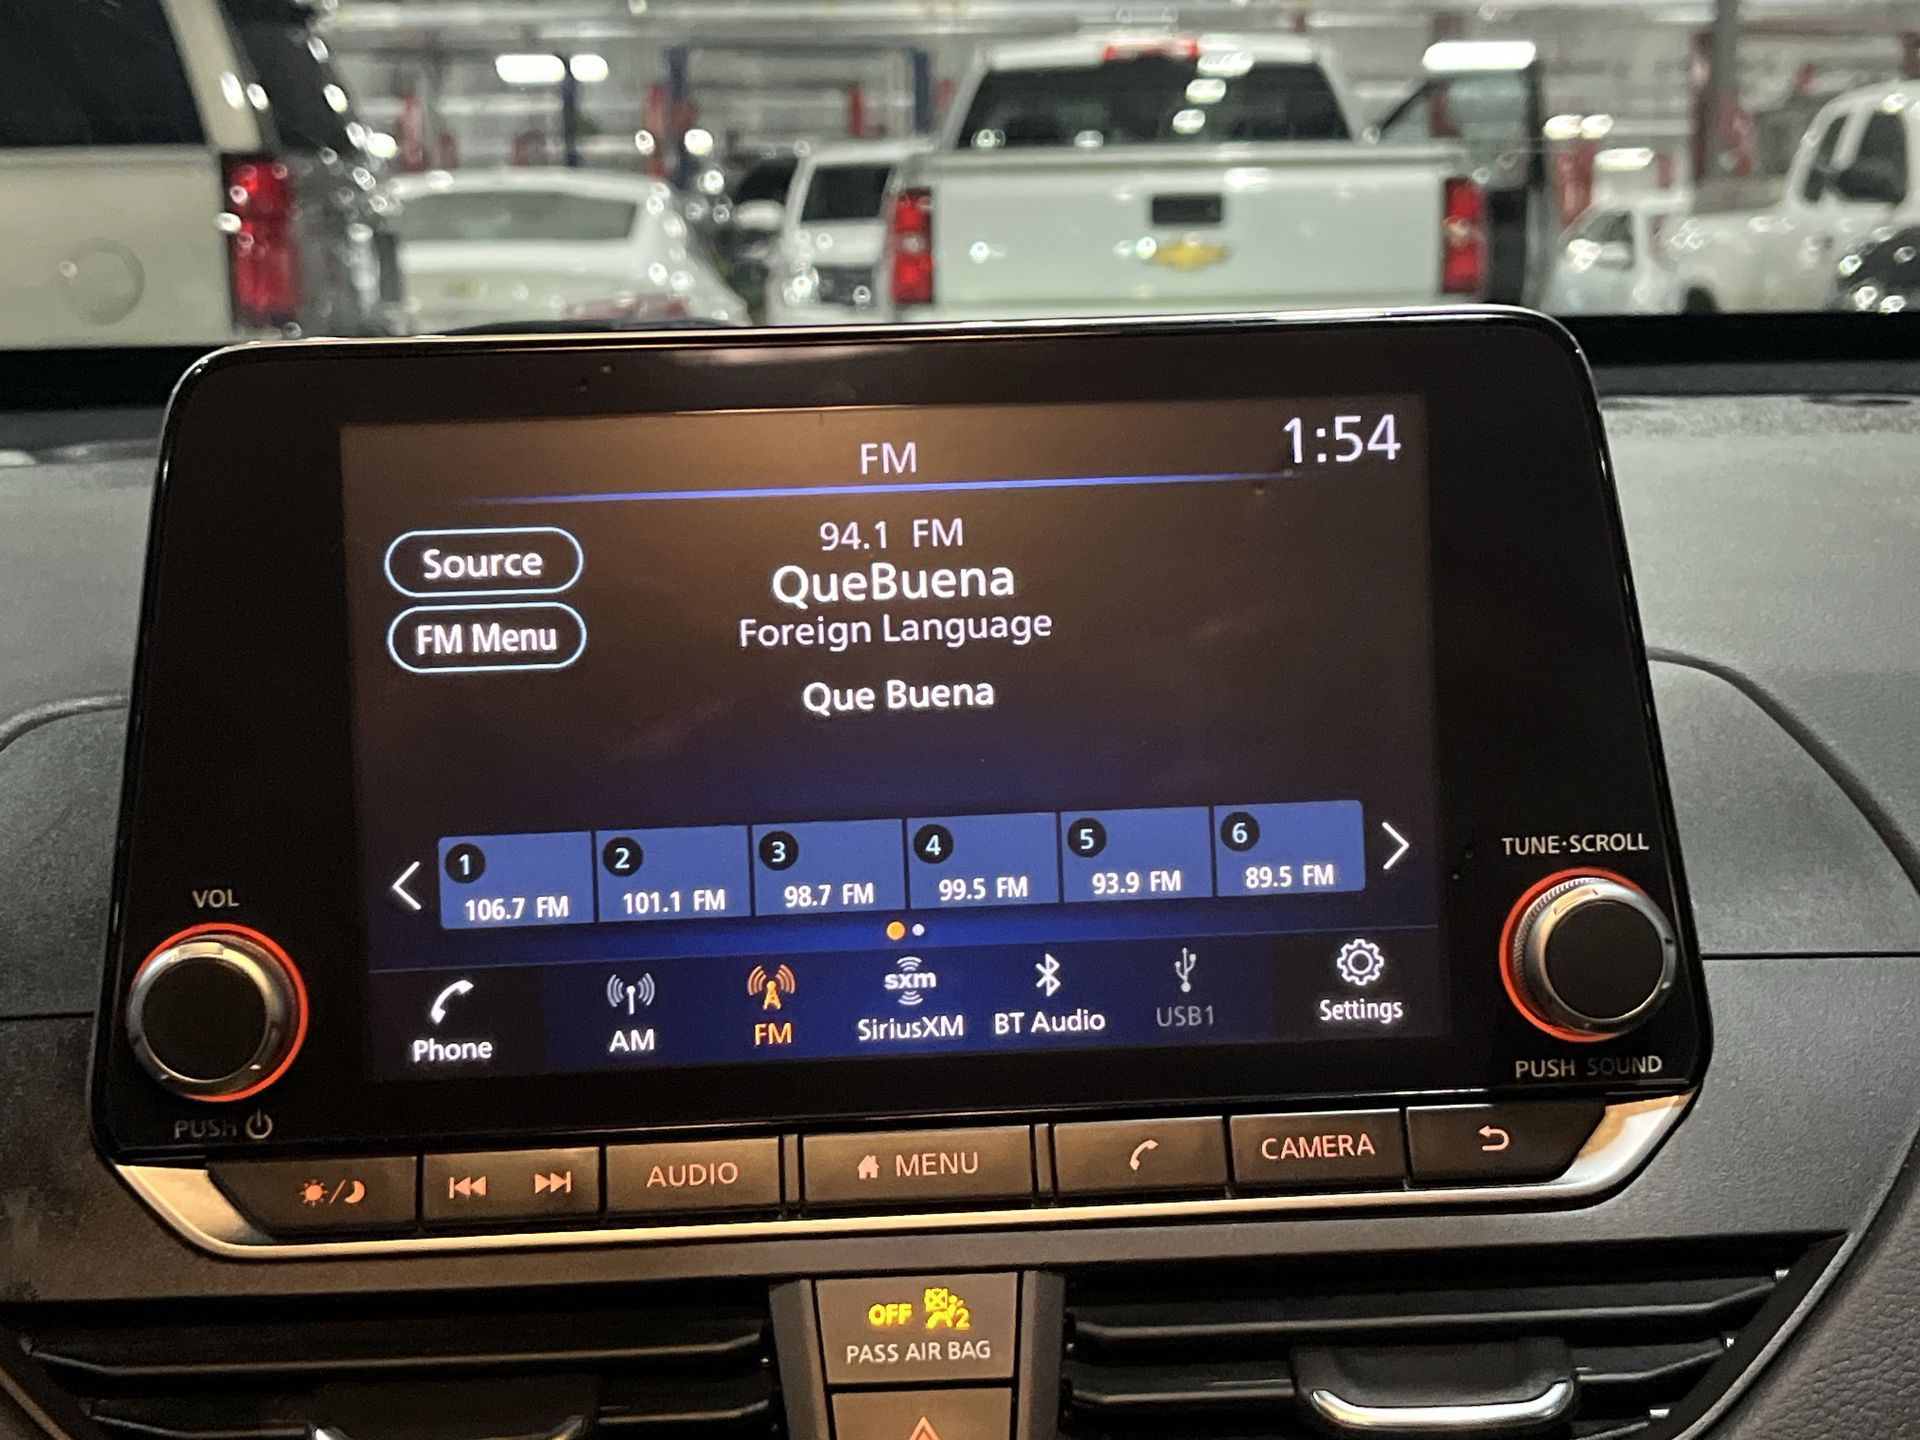 FM
1:54
Source
94.1 FM
QueBuena
Foreign Language
FM Menu
Que Buena
1
106.7 FM
2
101.1 FM
3
98.7 FM
4
99.5 FM
5
93.9 FM
6
89.5 FM
Phone
AM
FM
sxm
SiriusXM
BT Audio
USB1
Settings
VOL
PUSH
TUNE·SCROLL
PUSH SOUND
AUDIO
MENU
CAMERA
OFF 2
PASS AIR BAG